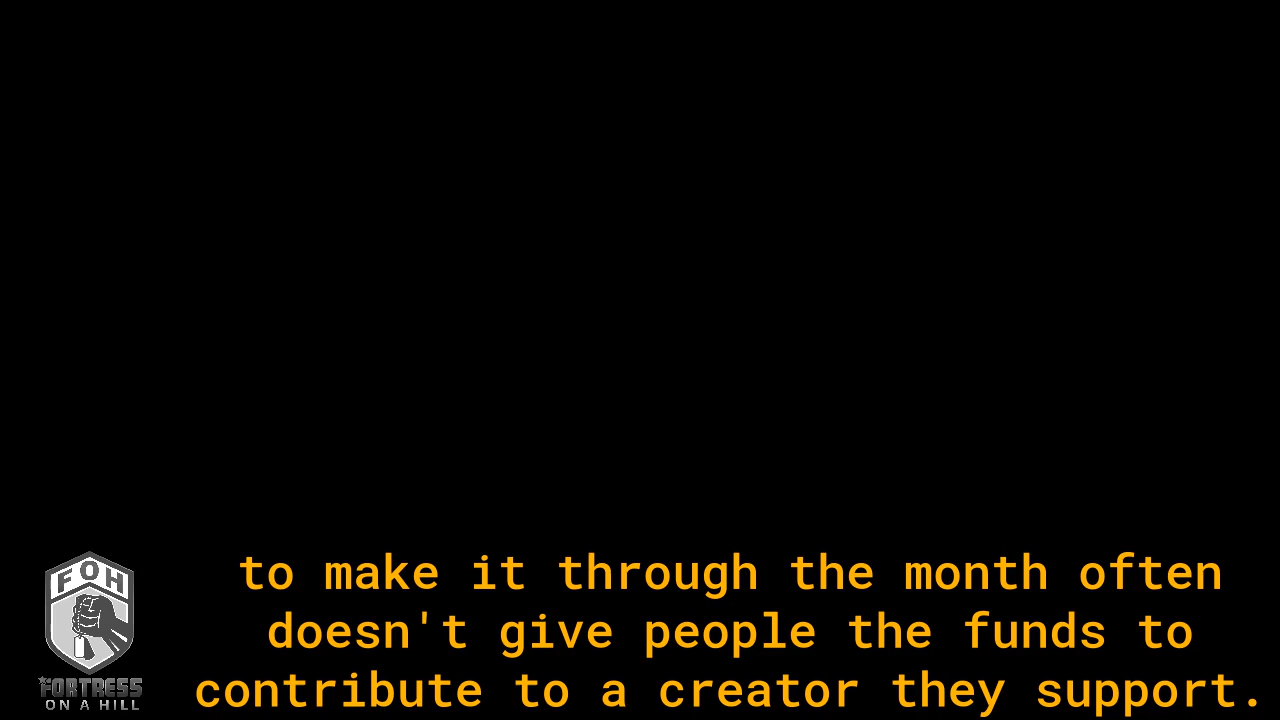 to make it through the month often
doesn't give people the funds to
contribute to a creator they support.
FOH
FORTRESS
ON A HILL